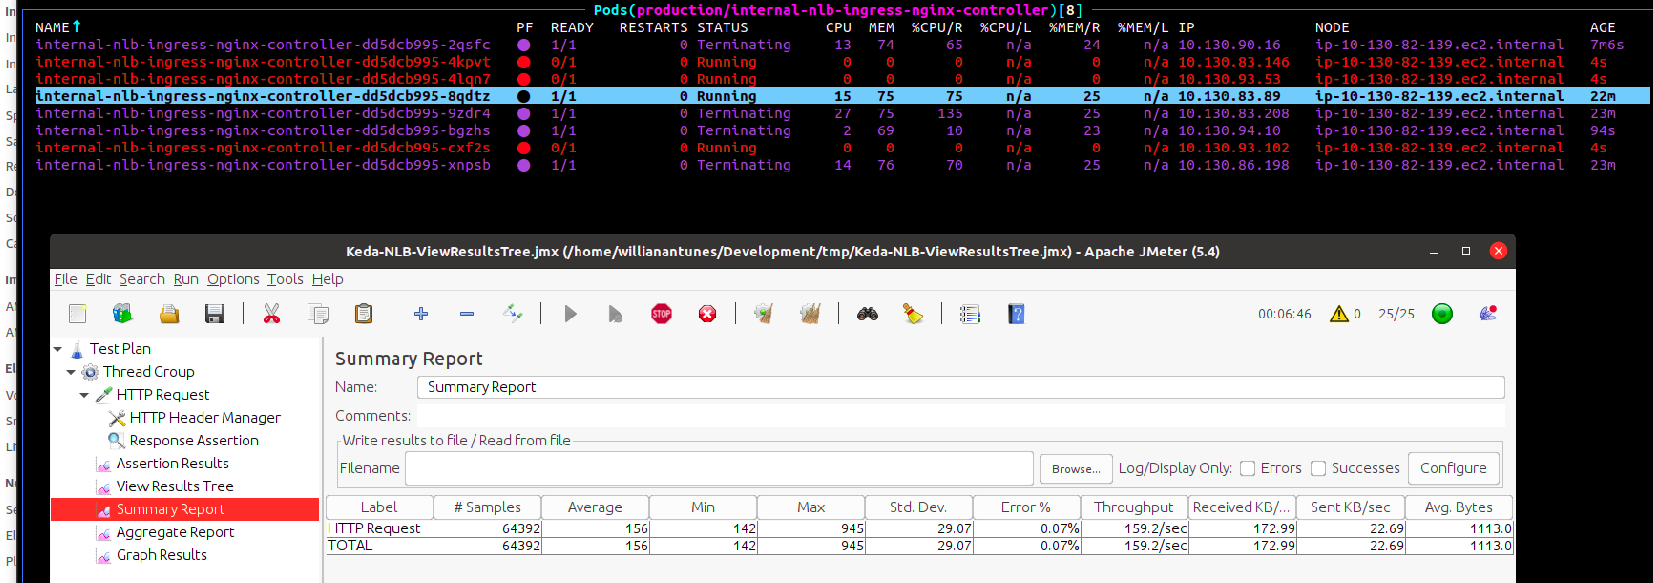 Pods(production/internal-nlb-ingress-nginx-controller)[8]
NAME↑ PF READY RESTARTS STATUS CPU MEM %CPU/R %CPU/L %MEM/R %MEM/L IP NODE AGE
internal-nlb-ingress-nginx-controller-dd5dcb995-2qsfc ● 1/1 0 Terminating 13 74 65 n/a 24 n/a 10.130.90.16 ip-10-130-82-139.ec2.internal 7m6s
internal-nlb-ingress-nginx-controller-dd5dcb995-4kpvt ● 0/1 0 Running 0 0 0 n/a 0 n/a 10.130.83.146 ip-10-130-82-139.ec2.internal 4s
internal-nlb-ingress-nginx-controller-dd5dcb995-4lqn7 ● 0/1 0 Running 0 0 0 n/a 0 n/a 10.130.93.53 ip-10-130-82-139.ec2.internal 4s
internal-nlb-ingress-nginx-controller-dd5dcb995-8qdtz ● 1/1 0 Running 15 75 75 n/a 25 n/a 10.130.83.89 ip-10-130-82-139.ec2.internal 22m
internal-nlb-ingress-nginx-controller-dd5dcb995-9zdr4 ● 1/1 0 Terminating 27 75 135 n/a 25 n/a 10.130.83.208 ip-10-130-82-139.ec2.internal 23m
internal-nlb-ingress-nginx-controller-dd5dcb995-bgzhs ● 1/1 0 Terminating 2 69 10 n/a 23 n/a 10.130.94.10 ip-10-130-82-139.ec2.internal 94s
internal-nlb-ingress-nginx-controller-dd5dcb995-cxf2s ● 0/1 0 Running 0 0 0 n/a 0 n/a 10.130.93.102 ip-10-130-82-139.ec2.internal 4s
internal-nlb-ingress-nginx-controller-dd5dcb995-xnpsb ● 1/1 0 Terminating 14 76 70 n/a 25 n/a 10.130.86.198 ip-10-130-82-139.ec2.internal 23m
Keda-NLB-ViewResultsTree.jmx (/home/willianantunes/Development/tmp/Keda-NLB-ViewResultsTree.jmx) - Apache JMeter (5.4)
File Edit Search Run Options Tools Help
STOP 00:06:46 0 25/25
Test Plan
Thread Group
HTTP Request
HTTP Header Manager
Response Assertion
Assertion Results
View Results Tree
Summary Report
Aggregate Report
Graph Results
Summary Report
Name: Summary Report
Comments:
Write results to file / Read from file
Filename Browse... Log/Display Only: Errors Successes Configure
Label # Samples Average Min Max Std. Dev. Error % Throughput Received KB/... Sent KB/sec Avg. Bytes
HTTP Request 64392 156 142 945 29.07 0.07% 159.2/sec 172.99 22.69 1113.0
TOTAL 64392 156 142 945 29.07 0.07% 159.2/sec 172.99 22.69 1113.0